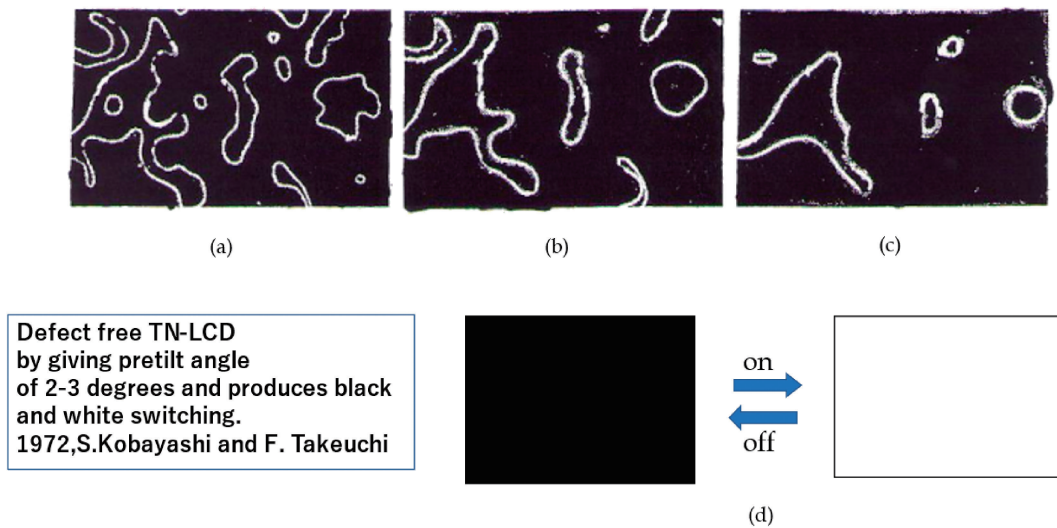 (a)
(b)
(c)
Defect free TN-LCD
by giving pretilt angle
of 2-3 degrees and produces black
and white switching.
1972,S.Kobayashi and F. Takeuchi
on
off
(d)